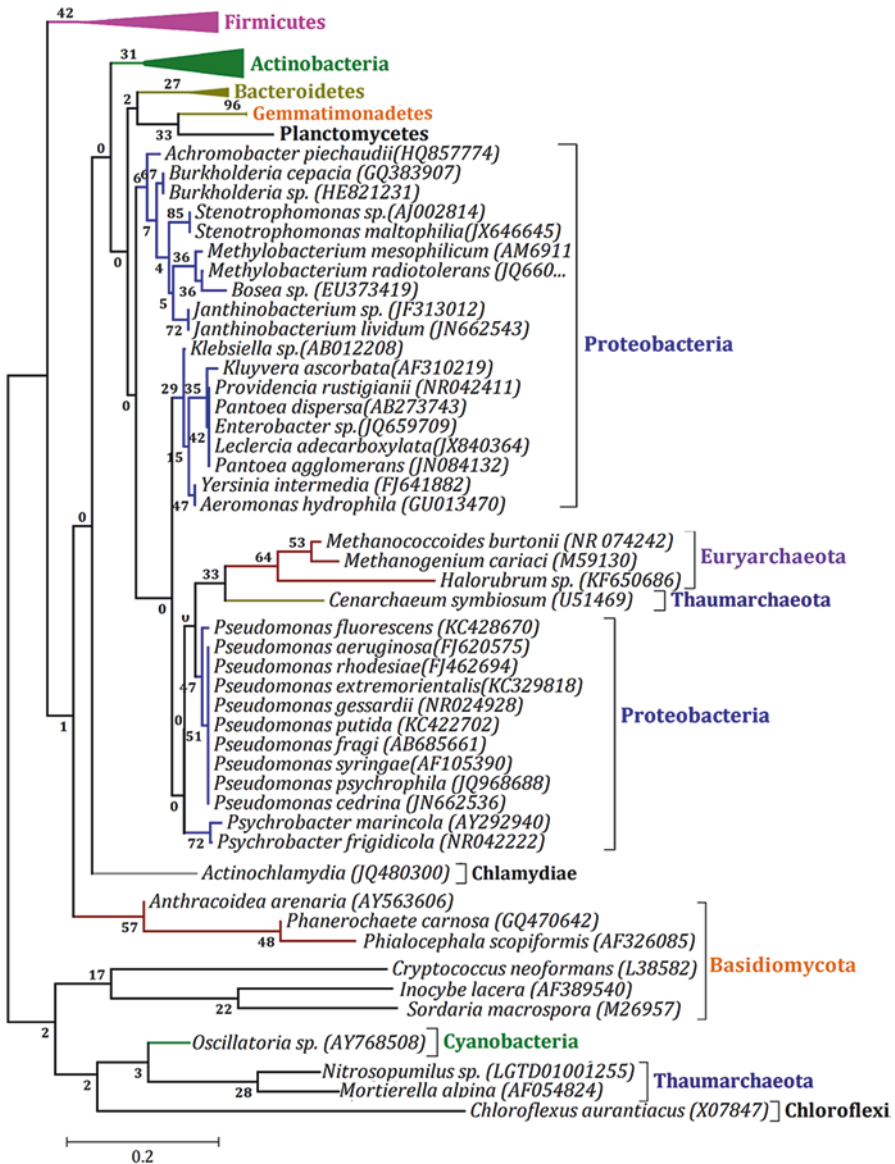 42
Firmicutes
31
Actinobacteria
2
27
Bacteroidetes
96
Gemmatimonadetes
33
Planctomycetes
0
Achromobacter piechaudii(HQ857774)
6
67
Burkholderia cepacia (GQ383907)
Burkholderia sp. (HE821231)
85
Stenotrophomonas sp.(AJ002814)
7
Stenotrophomonas maltophilia(JX646645)
0
36
Methylobacterium mesophilicum (AM6911
4
Methylobacterium radiotolerans (JQ660...
36
Bosea sp. (EU373419)
5
Janthinobacterium sp. (JF313012)
72
Janthinobacterium lividum (JN662543)
Proteobacteria
Klebsiella sp.(AB012208)
Kluyvera ascorbata(AF310219)
29
35
Providencia rustigianii (NR042411)
0
Pantoea dispersa(AB273743)
Enterobacter sp.(JQ659709)
42
Leclercia adecarboxylata(JX840364)
15
Pantoea agglomerans (JN084132)
Yersinia intermedia (FJ641882)
47
Aeromonas hydrophila (GU013470)
0
53
Methanococcoides burtonii (NR 074242)
64
Methanogenium cariaci (M59130)
Euryarchaeota
33
Halorubrum sp. (KF650686)
Cenarchaeum symbiosum (U51469)
Thaumarchaeota
0
0
Pseudomonas fluorescens (KC428670)
Pseudomonas aeruginosa(FJ620575)
Pseudomonas rhodesiae(FJ462694)
47
Pseudomonas extremorientalis(KC329818)
Pseudomonas gessardii (NR024928)
0
Pseudomonas putida (KC422702)
Proteobacteria
1
51
Pseudomonas fragi (AB685661)
Pseudomonas syringae(AF105390)
Pseudomonas psychrophila (JQ968688)
0
Pseudomonas cedrina (JN662536)
Psychrobacter marincola (AY292940)
72
Psychrobacter frigidicola (NR042222)
Actinochlamydia (JQ480300)
Chlamydiae
Anthracoidea arenaria (AY563606)
57
Phanerochaete carnosa (GQ470642)
48
Phialocephala scopiformis (AF326085)
Basidiomycota
17
Cryptococcus neoformans (L38582)
Inocybe lacera (AF389540)
22
Sordaria macrospora (M26957)
2
Oscillatoria sp. (AY768508)
Cyanobacteria
3
Nitrosopumilus sp. (LGTD01001255)
2
28
Mortierella alpina (AF054824)
Thaumarchaeota
Chloroflexus aurantiacus (X07847)
Chloroflexi
0.2